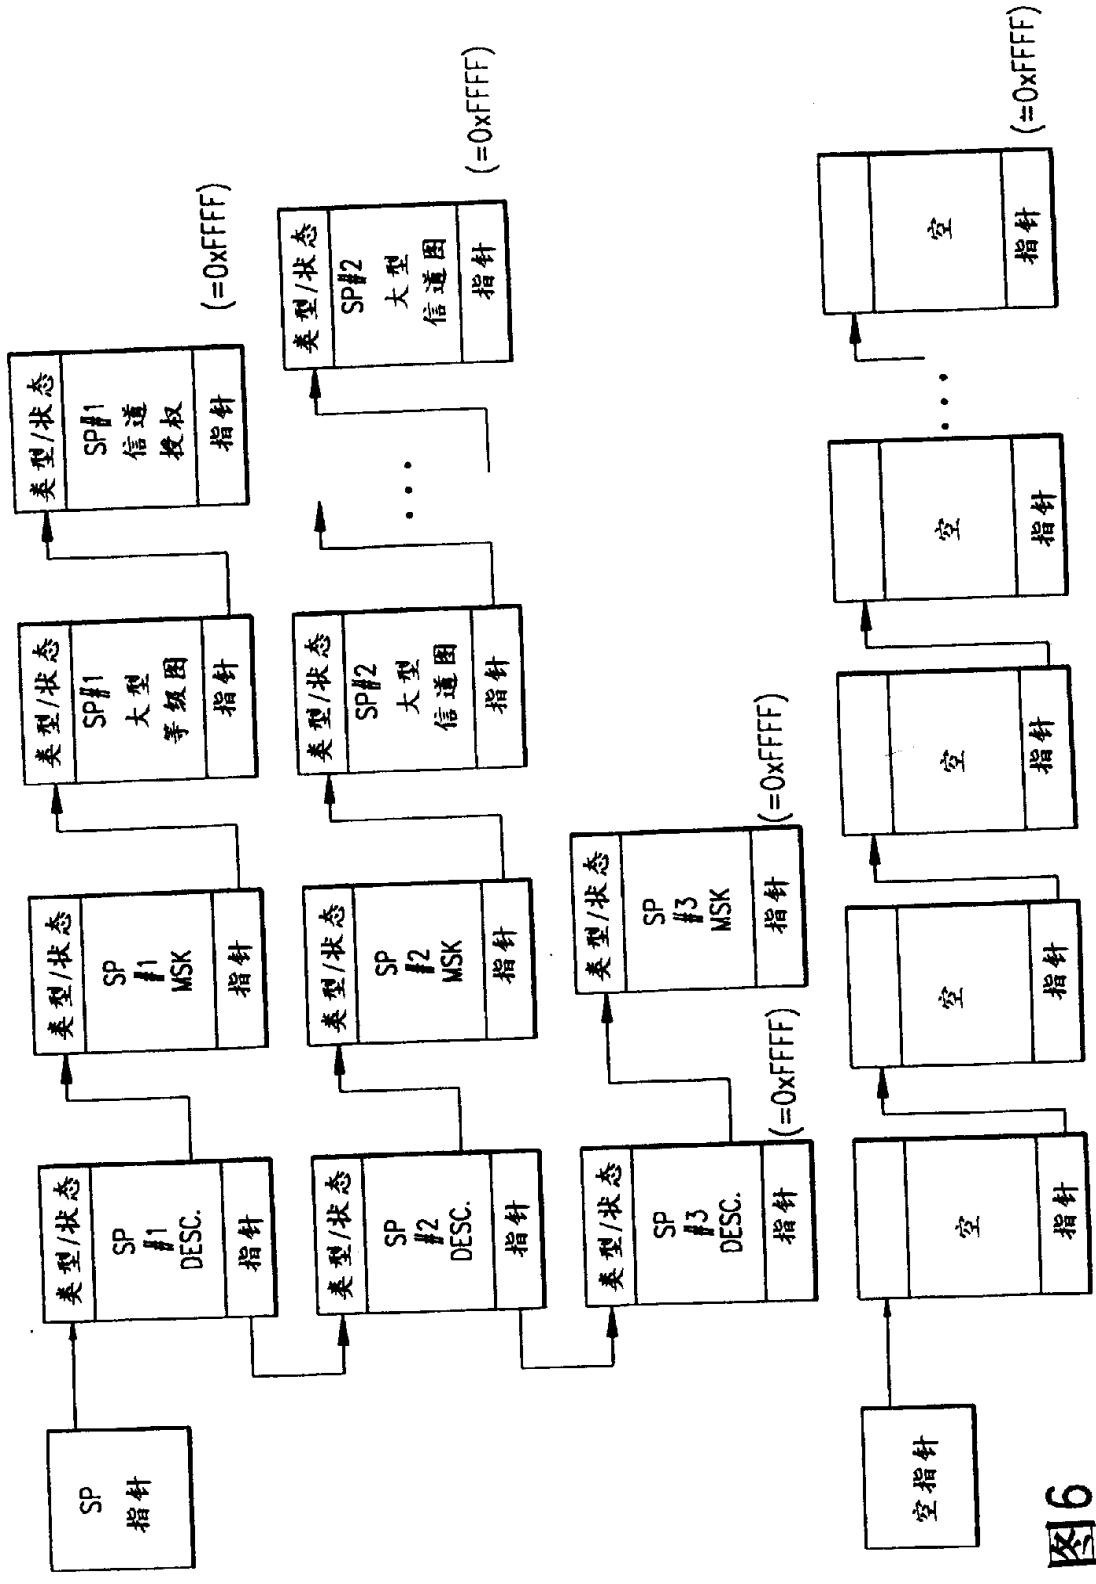 SP
指针
类型/状态
SP
#1
DESC.
指针
类型/状态
SP
#1
MSK
指针
类型/状态
SP#1
大型
等级图
指针
类型/状态
SP#1
信道
授权
指针
(=0xFFFF)
类型/状态
SP
#2
DESC.
指针
类型/状态
SP
#2
MSK
指针
类型/状态
SP#2
大型
信道图
指针
• • •
类型/状态
SP#2
大型
信道图
指针
(=0xFFFF)
类型/状态
SP
#3
DESC.
指针
(=0xFFFF)
类型/状态
SP
#3
MSK
指针
(=0xFFFF)
空指针
空
指针
空
指针
空
指针
空
指针
• • •
空
指针
(=0xFFFF)
图6